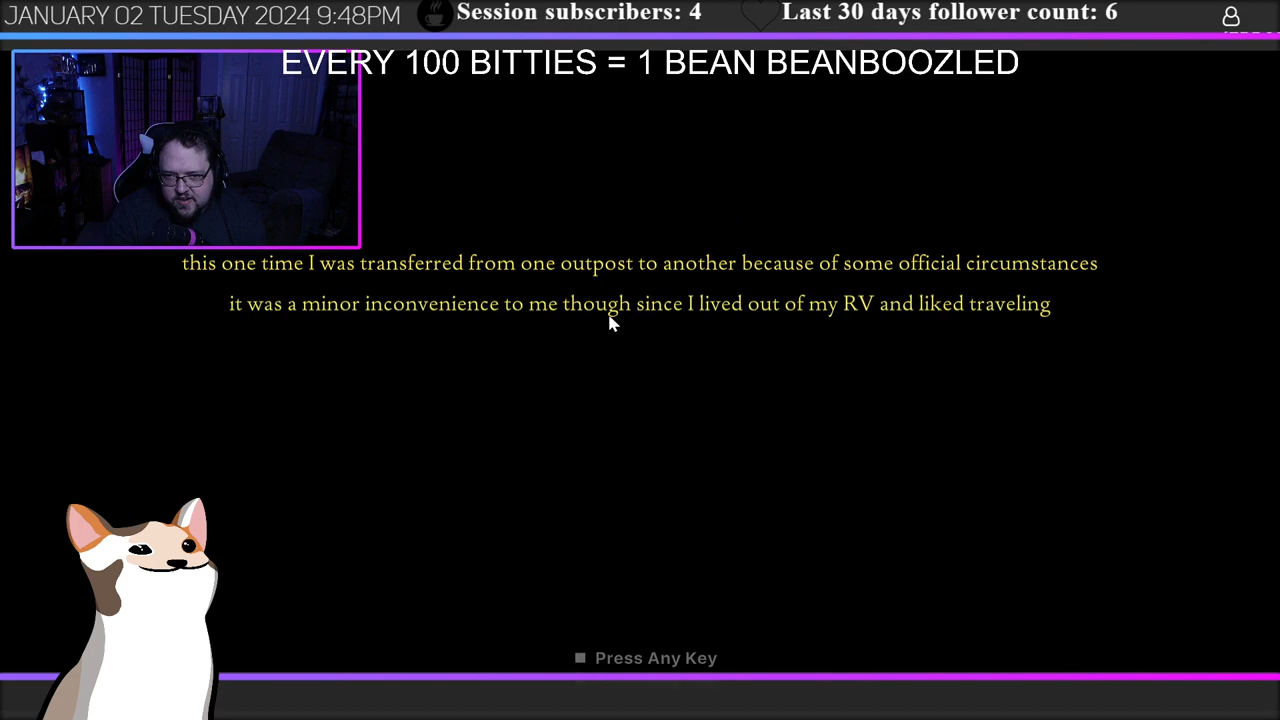 JANUARY 02 TUESDAY 2024 9:48PM
Session subscribers: 4
Last 30 days follower count: 6
EVERY 100 BITTIES = 1 BEAN BEANBOOZLED
this one time I was transferred from one outpost to another because of some official circumstances
it was a minor inconvenience to me though since I lived out of my RV and liked traveling
Press Any Key